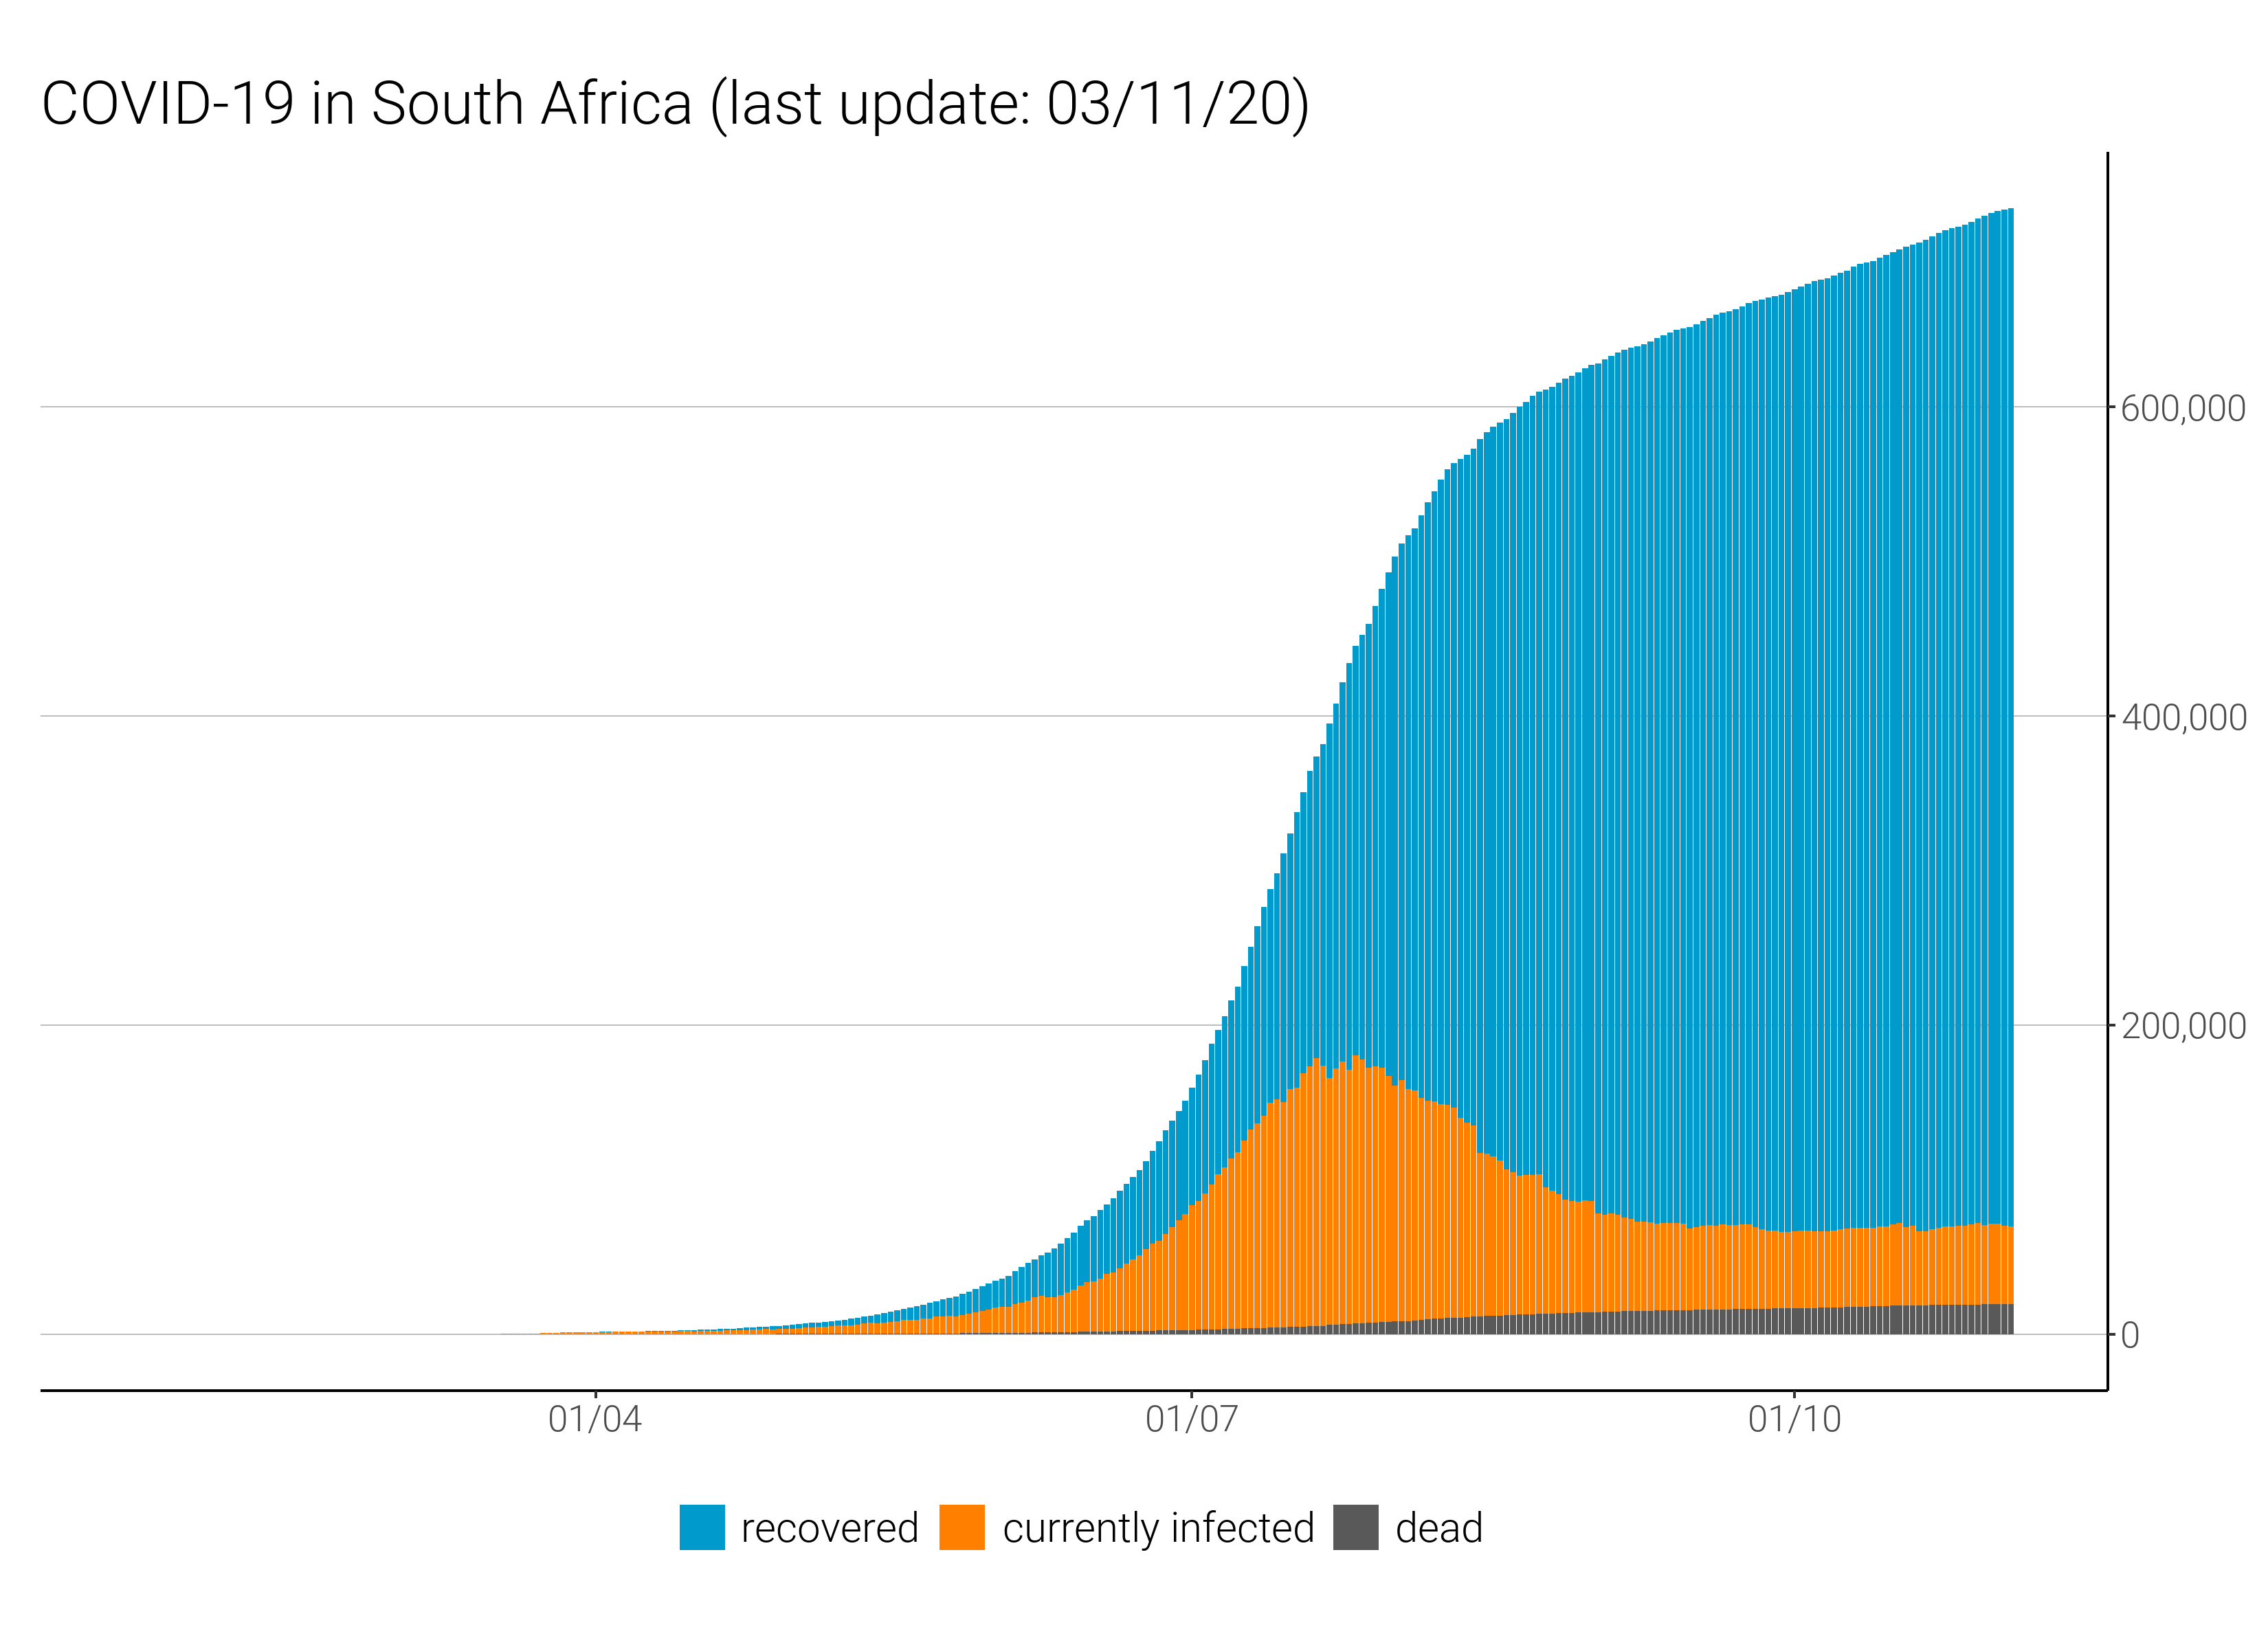 COVID-19 in South Africa (last update: 03/11/20)
600,000
400,000
200,000
0
01/04 01/07 01/10
recovered currently infected dead